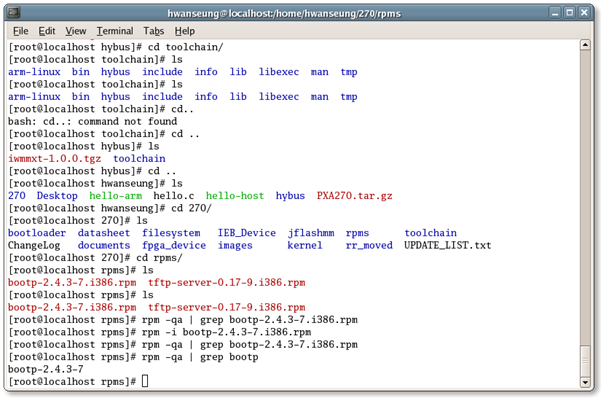 hwanseung@localhost:/home/hwanseung/270/rpms
File Edit View Terminal Tabs Help
[root@localhost hybus]# cd toolchain/
[root@localhost toolchain]# ls
arm-linux bin hybus include info lib libexec man tmp
[root@localhost toolchain]# ls
arm-linux bin hybus include info lib libexec man tmp
[root@localhost toolchain]# cd..
bash: cd..: command not found
[root@localhost toolchain]# cd ..
[root@localhost hybus]# ls
iwmmxt-1.0.0.tgz toolchain
[root@localhost hybus]# cd ..
[root@localhost hwanseung]# ls
270 Desktop hello-arm hello.c hello-host hybus PXA270.tar.gz
[root@localhost hwanseung]# cd 270/
[root@localhost 270]# ls
bootloader datasheet filesystem IEB_Device jflashmm rpms toolchain
ChangeLog documents fpga_device images kernel rr_moved UPDATE_LIST.txt
[root@localhost 270]# cd rpms/
[root@localhost rpms]# ls
bootp-2.4.3-7.i386.rpm tftp-server-0.17-9.i386.rpm
[root@localhost rpms]# ls
bootp-2.4.3-7.i386.rpm tftp-server-0.17-9.i386.rpm
[root@localhost rpms]# rpm -qa | grep bootp-2.4.3-7.i386.rpm
[root@localhost rpms]# rpm -i bootp-2.4.3-7.i386.rpm
[root@localhost rpms]# rpm -qa | grep bootp-2.4.3-7.i386.rpm
[root@localhost rpms]# rpm -qa | grep bootp
bootp-2.4.3-7
[root@localhost rpms]#